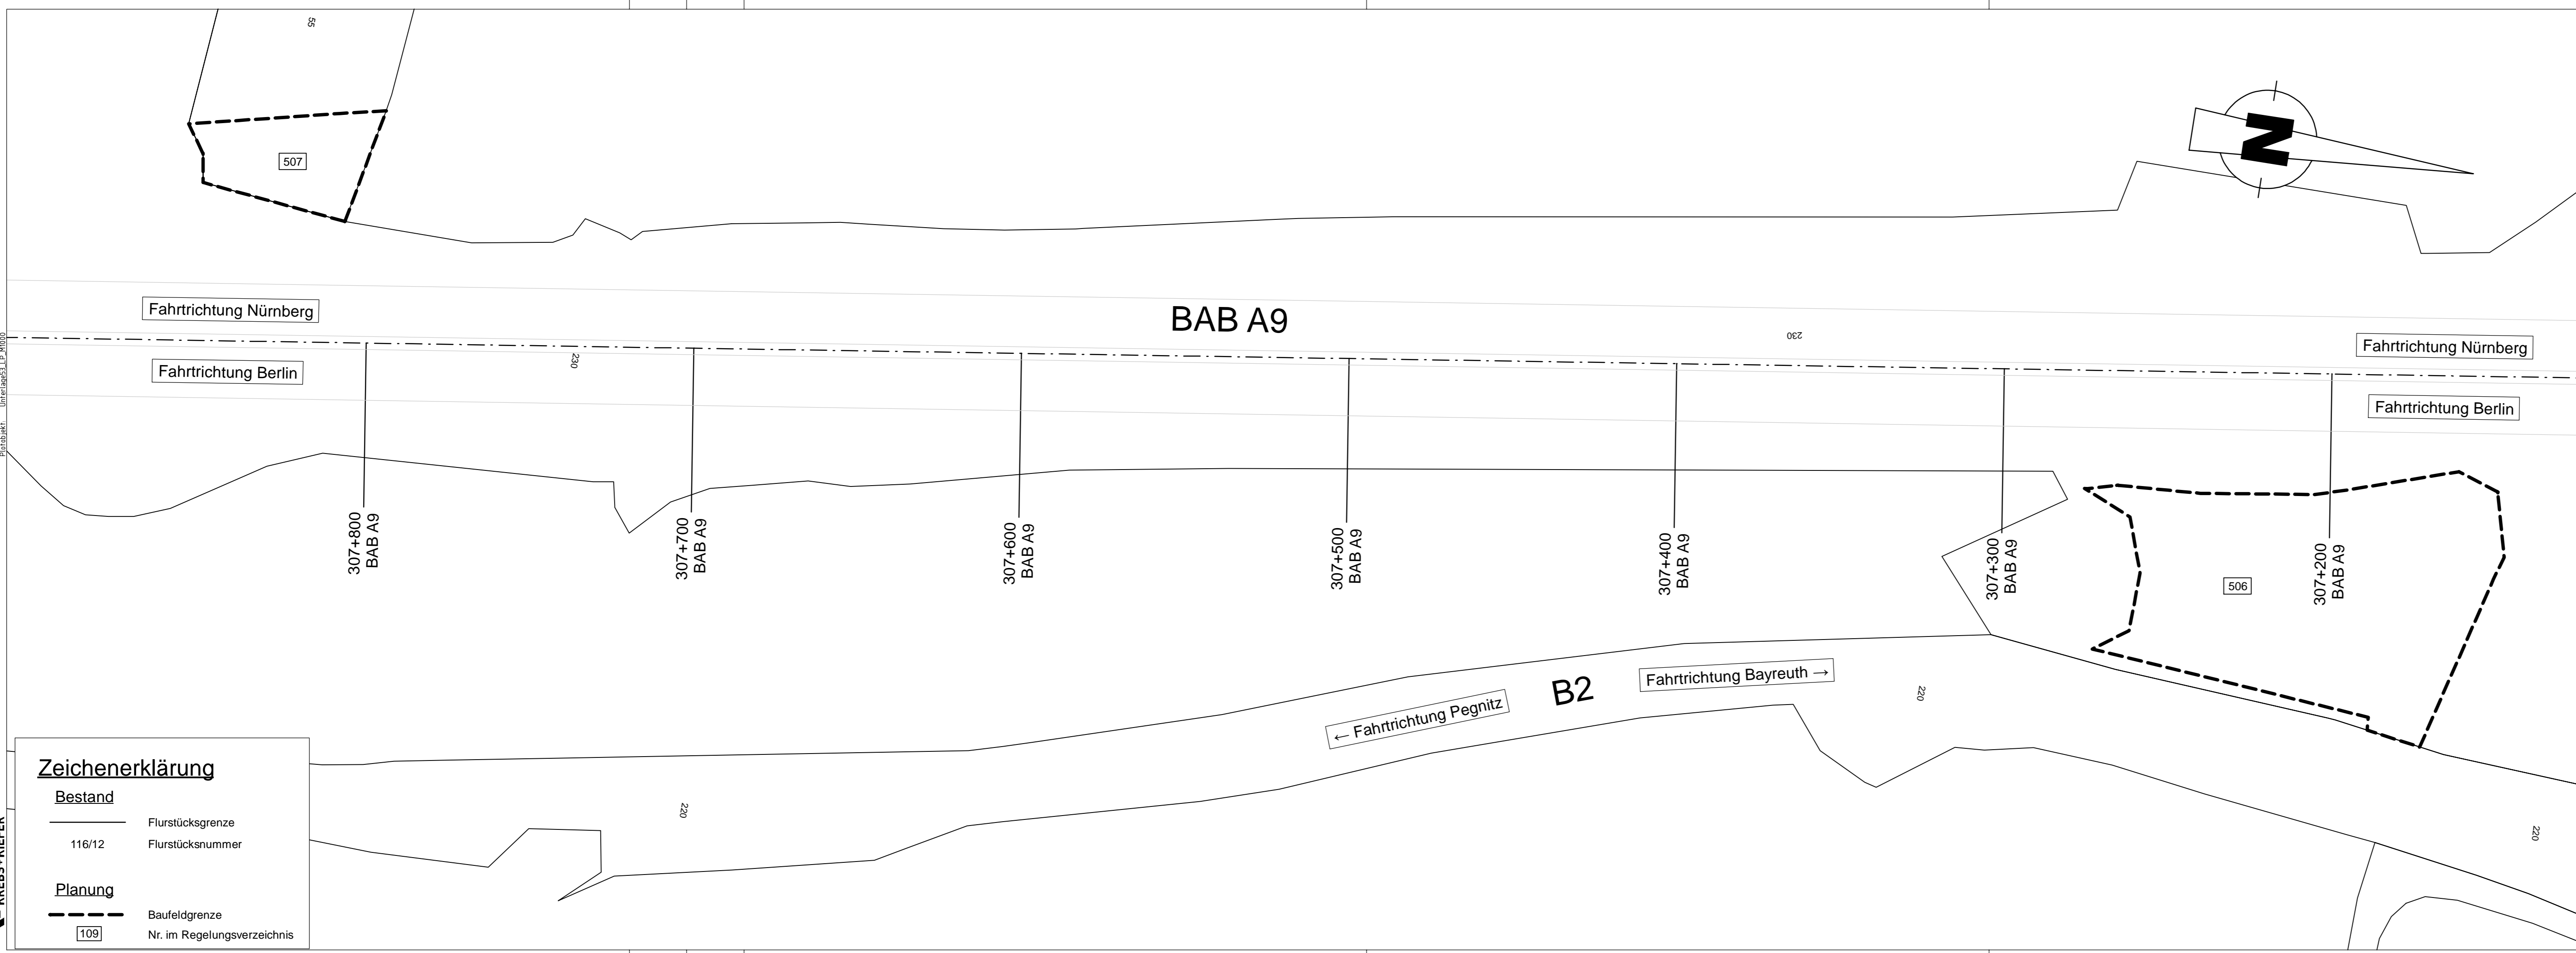 55
507
N
Fahrtrichtung Nürnberg
BAB A9
230
Fahrtrichtung Nürnberg
Fahrtrichtung Berlin
230
Fahrtrichtung Berlin
307+800
BAB A9
307+700
BAB A9
307+600
BAB A9
307+500
BAB A9
307+400
BAB A9
307+300
BAB A9
307+200
BAB A9
506
← Fahrtrichtung Pegnitz
B2
Fahrtrichtung Bayreuth →
220
220
220
Zeichenerklärung
Bestand
Flurstücksgrenze
116/12 Flurstücksnummer
Planung
Baufeldgrenze
109 Nr. im Regelungsverzeichnis
Plotobjekt: